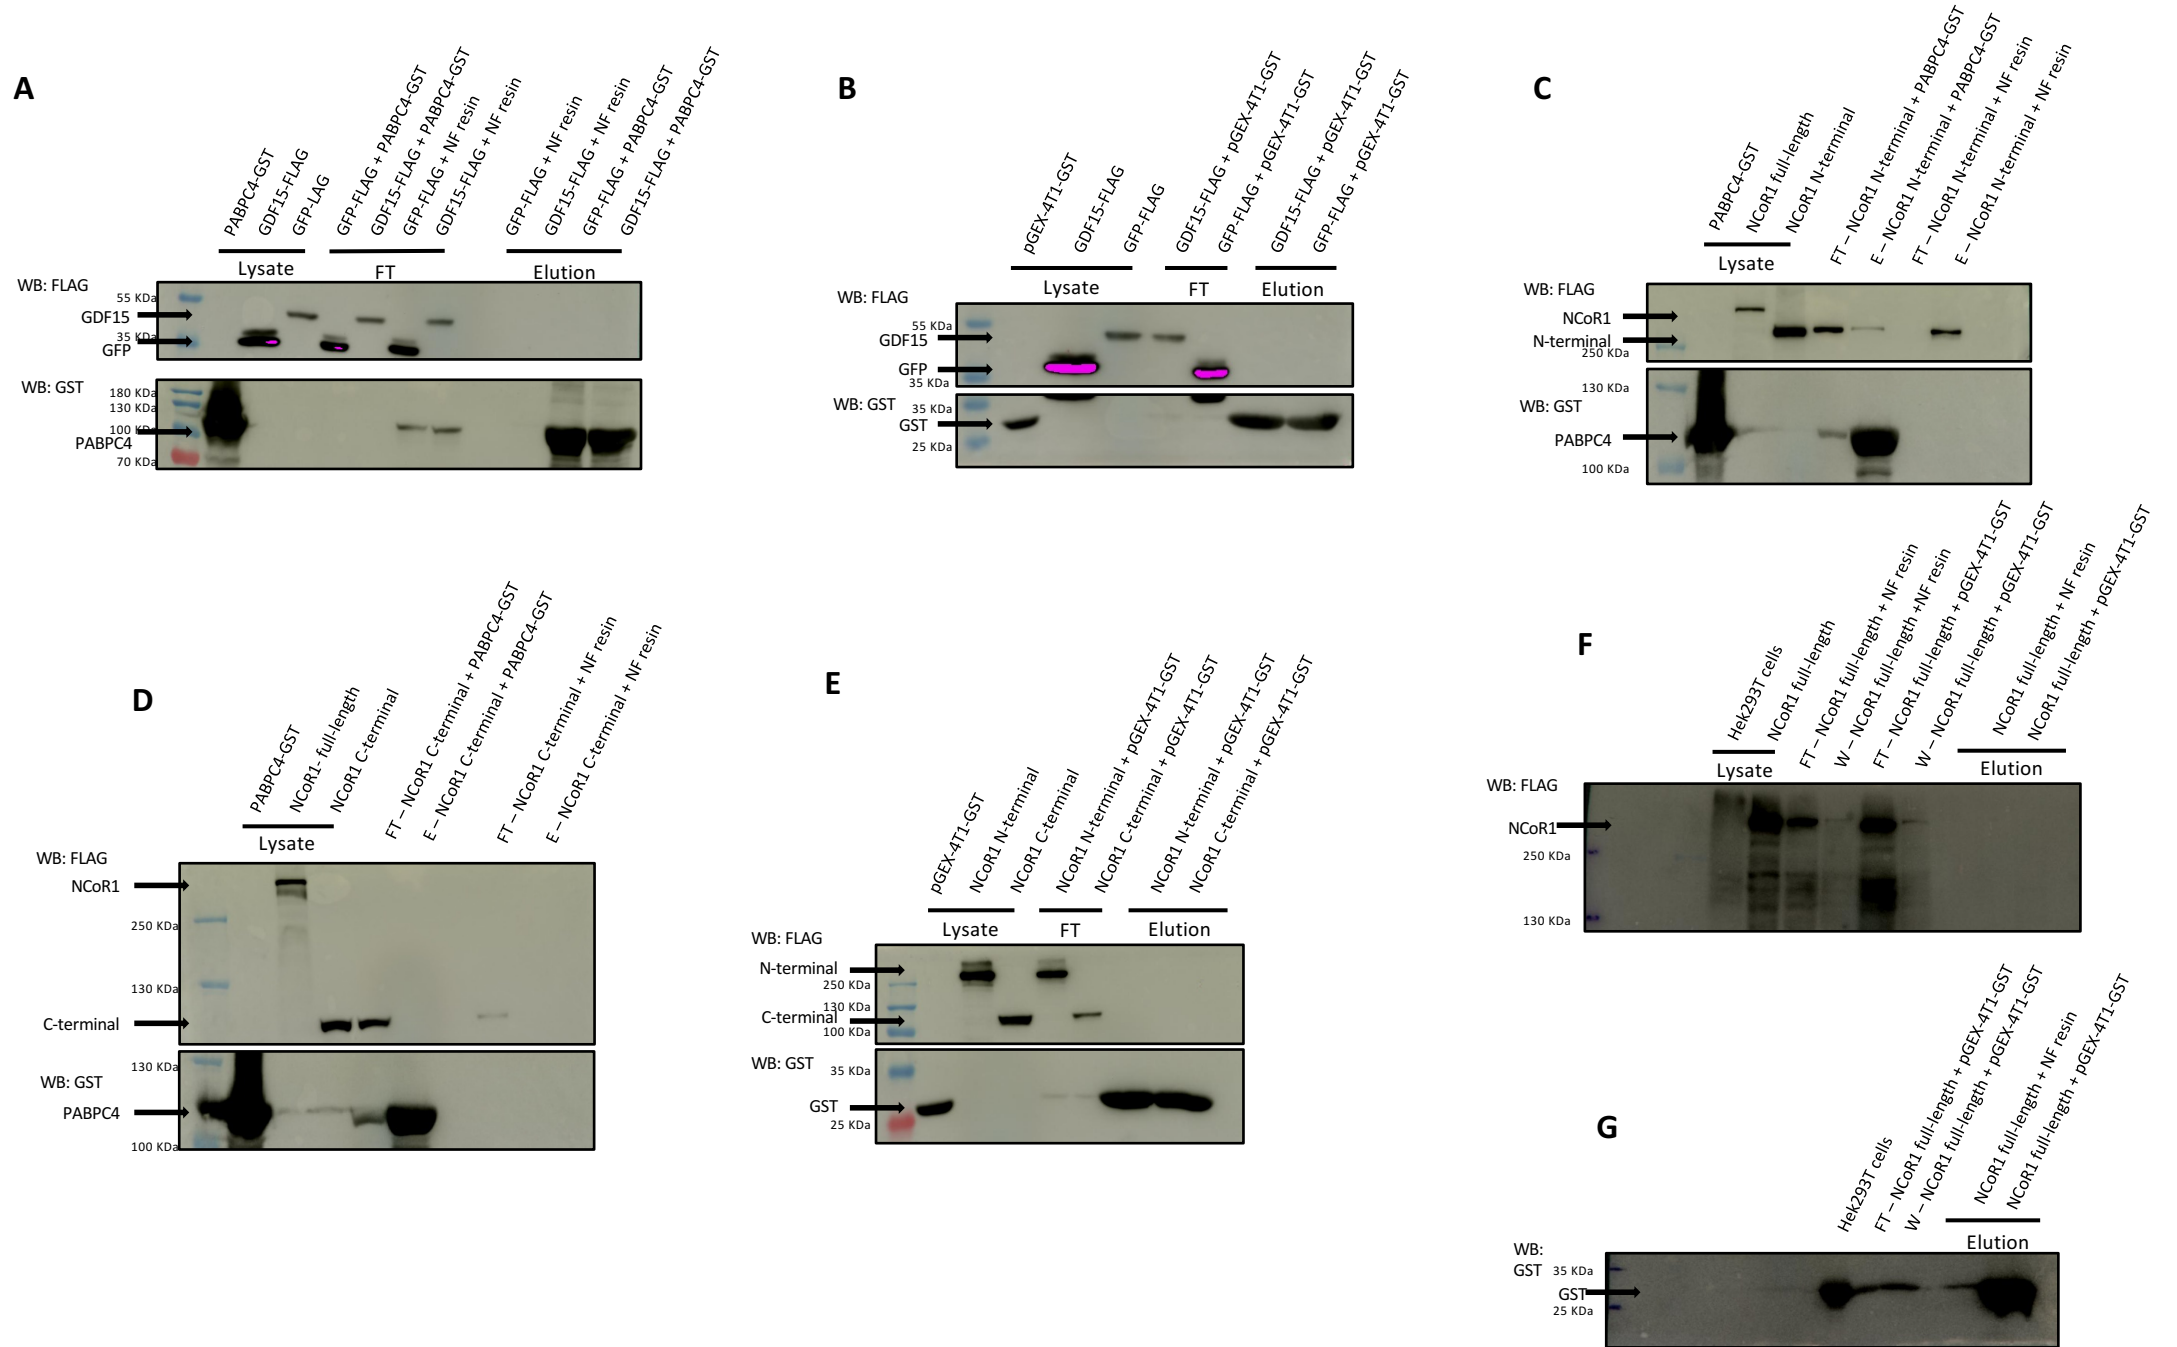 A
PABPC4-GST
GDF15-FLAG
GFP-LAG
GFP-FLAG + PABPC4-GST
GDF15-FLAG + PABPC4-GST
GFP-FLAG + NF resin
GDF15-FLAG + NF resin
GFP-FLAG + NF resin
GDF15-FLAG + NF resin
GFP-FLAG + PABPC4-GST
GDF15-FLAG + PABPC4-GST
Lysate
FT
Elution
WB: FLAG
55 KDa
GDF15
35 KDa
GFP
WB: GST
180 KDa
130 KDa
100 KDa
PABPC4
70 KDa
B
pGEX-4T1-GST
GDF15-FLAG
GFP-FLAG
GDF15-FLAG + pGEX-4T1-GST
GFP-FLAG + pGEX-4T1-GST
GDF15-FLAG + pGEX-4T1-GST
GFP-FLAG + pGEX-4T1-GST
Lysate
FT
Elution
WB: FLAG
55 KDa
GDF15
GFP
35 KDa
WB: GST
35 KDa
GST
25 KDa
C
PABPC4-GST
NCoR1 full-length
NCoR1 N-terminal
FT – NCoR1 N-terminal + PABPC4-GST
E – NCoR1 N-terminal + PABPC4-GST
FT – NCoR1 N-terminal + NF resin
E – NCoR1 N-terminal + NF resin
Lysate
WB: FLAG
NCoR1
N-terminal
250 KDa
130 KDa
WB: GST
PABPC4
100 KDa
D
PABPC4-GST
NCoR1- full-length
NCoR1 C-terminal
FT – NCoR1 C-terminal + PABPC4-GST
E – NCoR1 C-terminal + PABPC4-GST
FT – NCoR1 C-terminal + NF resin
E – NCoR1 C-terminal + NF resin
Lysate
WB: FLAG
NCoR1
250 KDa
130 KDa
C-terminal
130 KDa
WB: GST
PABPC4
100 KDa
E
pGEX-4T1-GST
NCoR1 N-terminal
NCoR1 C-terminal
NCoR1 N-terminal + pGEX-4T1-GST
NCoR1 C-terminal + pGEX-4T1-GST
NCoR1 N-terminal + pGEX-4T1-GST
NCoR1 C-terminal + pGEX-4T1-GST
Lysate
FT
Elution
WB: FLAG
N-terminal
250 KDa
130 KDa
C-terminal
100 KDa
WB: GST
35 KDa
GST
25 KDa
F
Hek293T cells
NCoR1 full-length
FT – NCoR1 full-length + NF resin
W – NCoR1 full-length +NF resin
FT – NCoR1 full-length + pGEX-4T1-GST
W – NCoR1 full-length + pGEX-4T1-GST
NCoR1 full-length + NF resin
NCoR1 full-length + pGEX-4T1-GST
Lysate
Elution
WB: FLAG
NCoR1
250 KDa
130 KDa
G
Hek293T cells
FT – NCoR1 full-length + pGEX-4T1-GST
W – NCoR1 full-length + pGEX-4T1-GST
NCoR1 full-length + NF resin
NCoR1 full-length + pGEX-4T1-GST
Elution
WB:
GST
35 KDa
GST
25 KDa